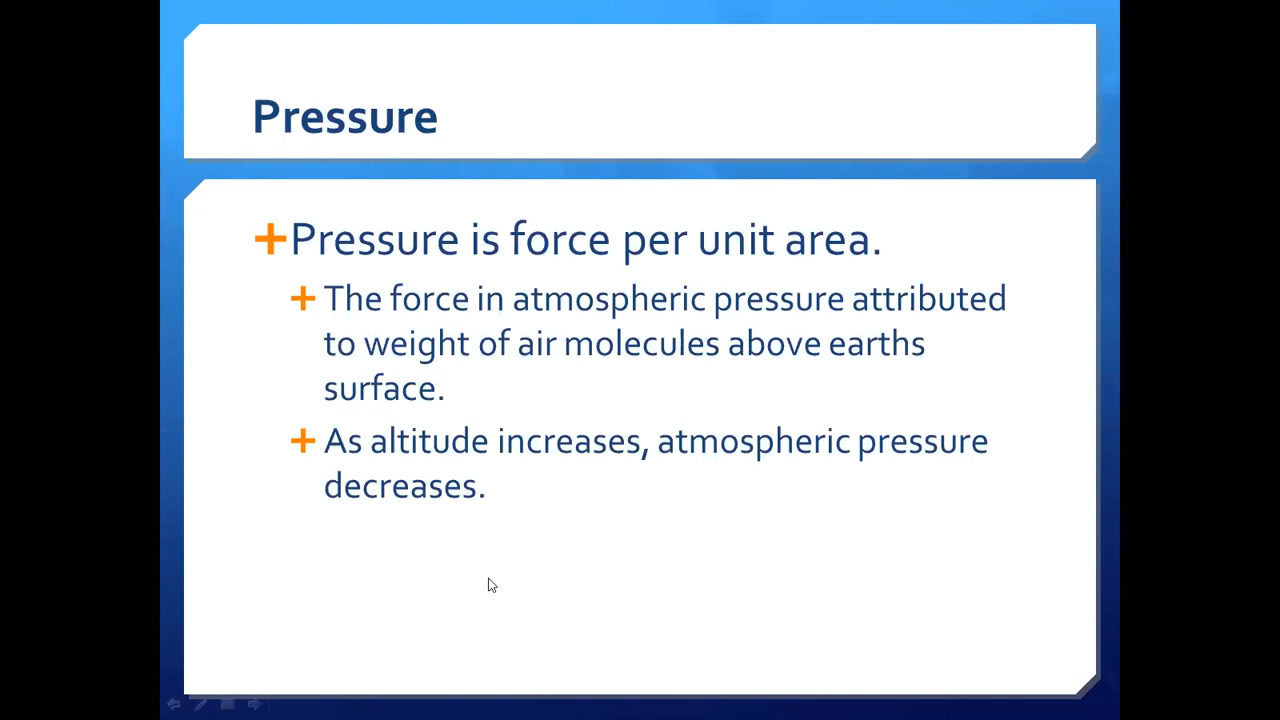 Pressure
Pressure is force per unit area.
The force in atmospheric pressure attributed
to weight of air molecules above earths
surface.
As altitude increases, atmospheric pressure
decreases.